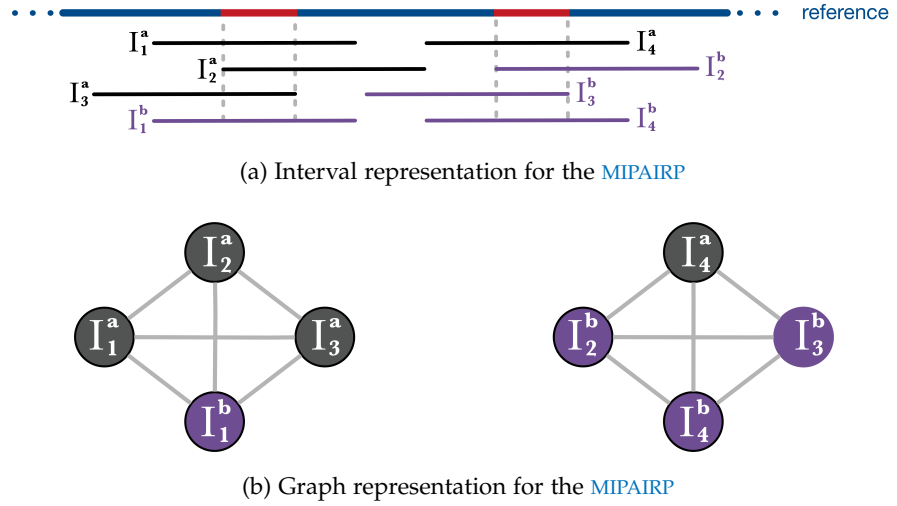 reference
I₁ᵃ I₄ᵃ
I₂ᵃ I₂ᵇ
I₃ᵃ I₃ᵇ
I₁ᵇ I₄ᵇ
(a) Interval representation for the MIPAIRP
I₂ᵃ I₄ᵃ
I₁ᵃ I₃ᵃ I₂ᵇ I₃ᵇ
I₁ᵇ I₄ᵇ
(b) Graph representation for the MIPAIRP